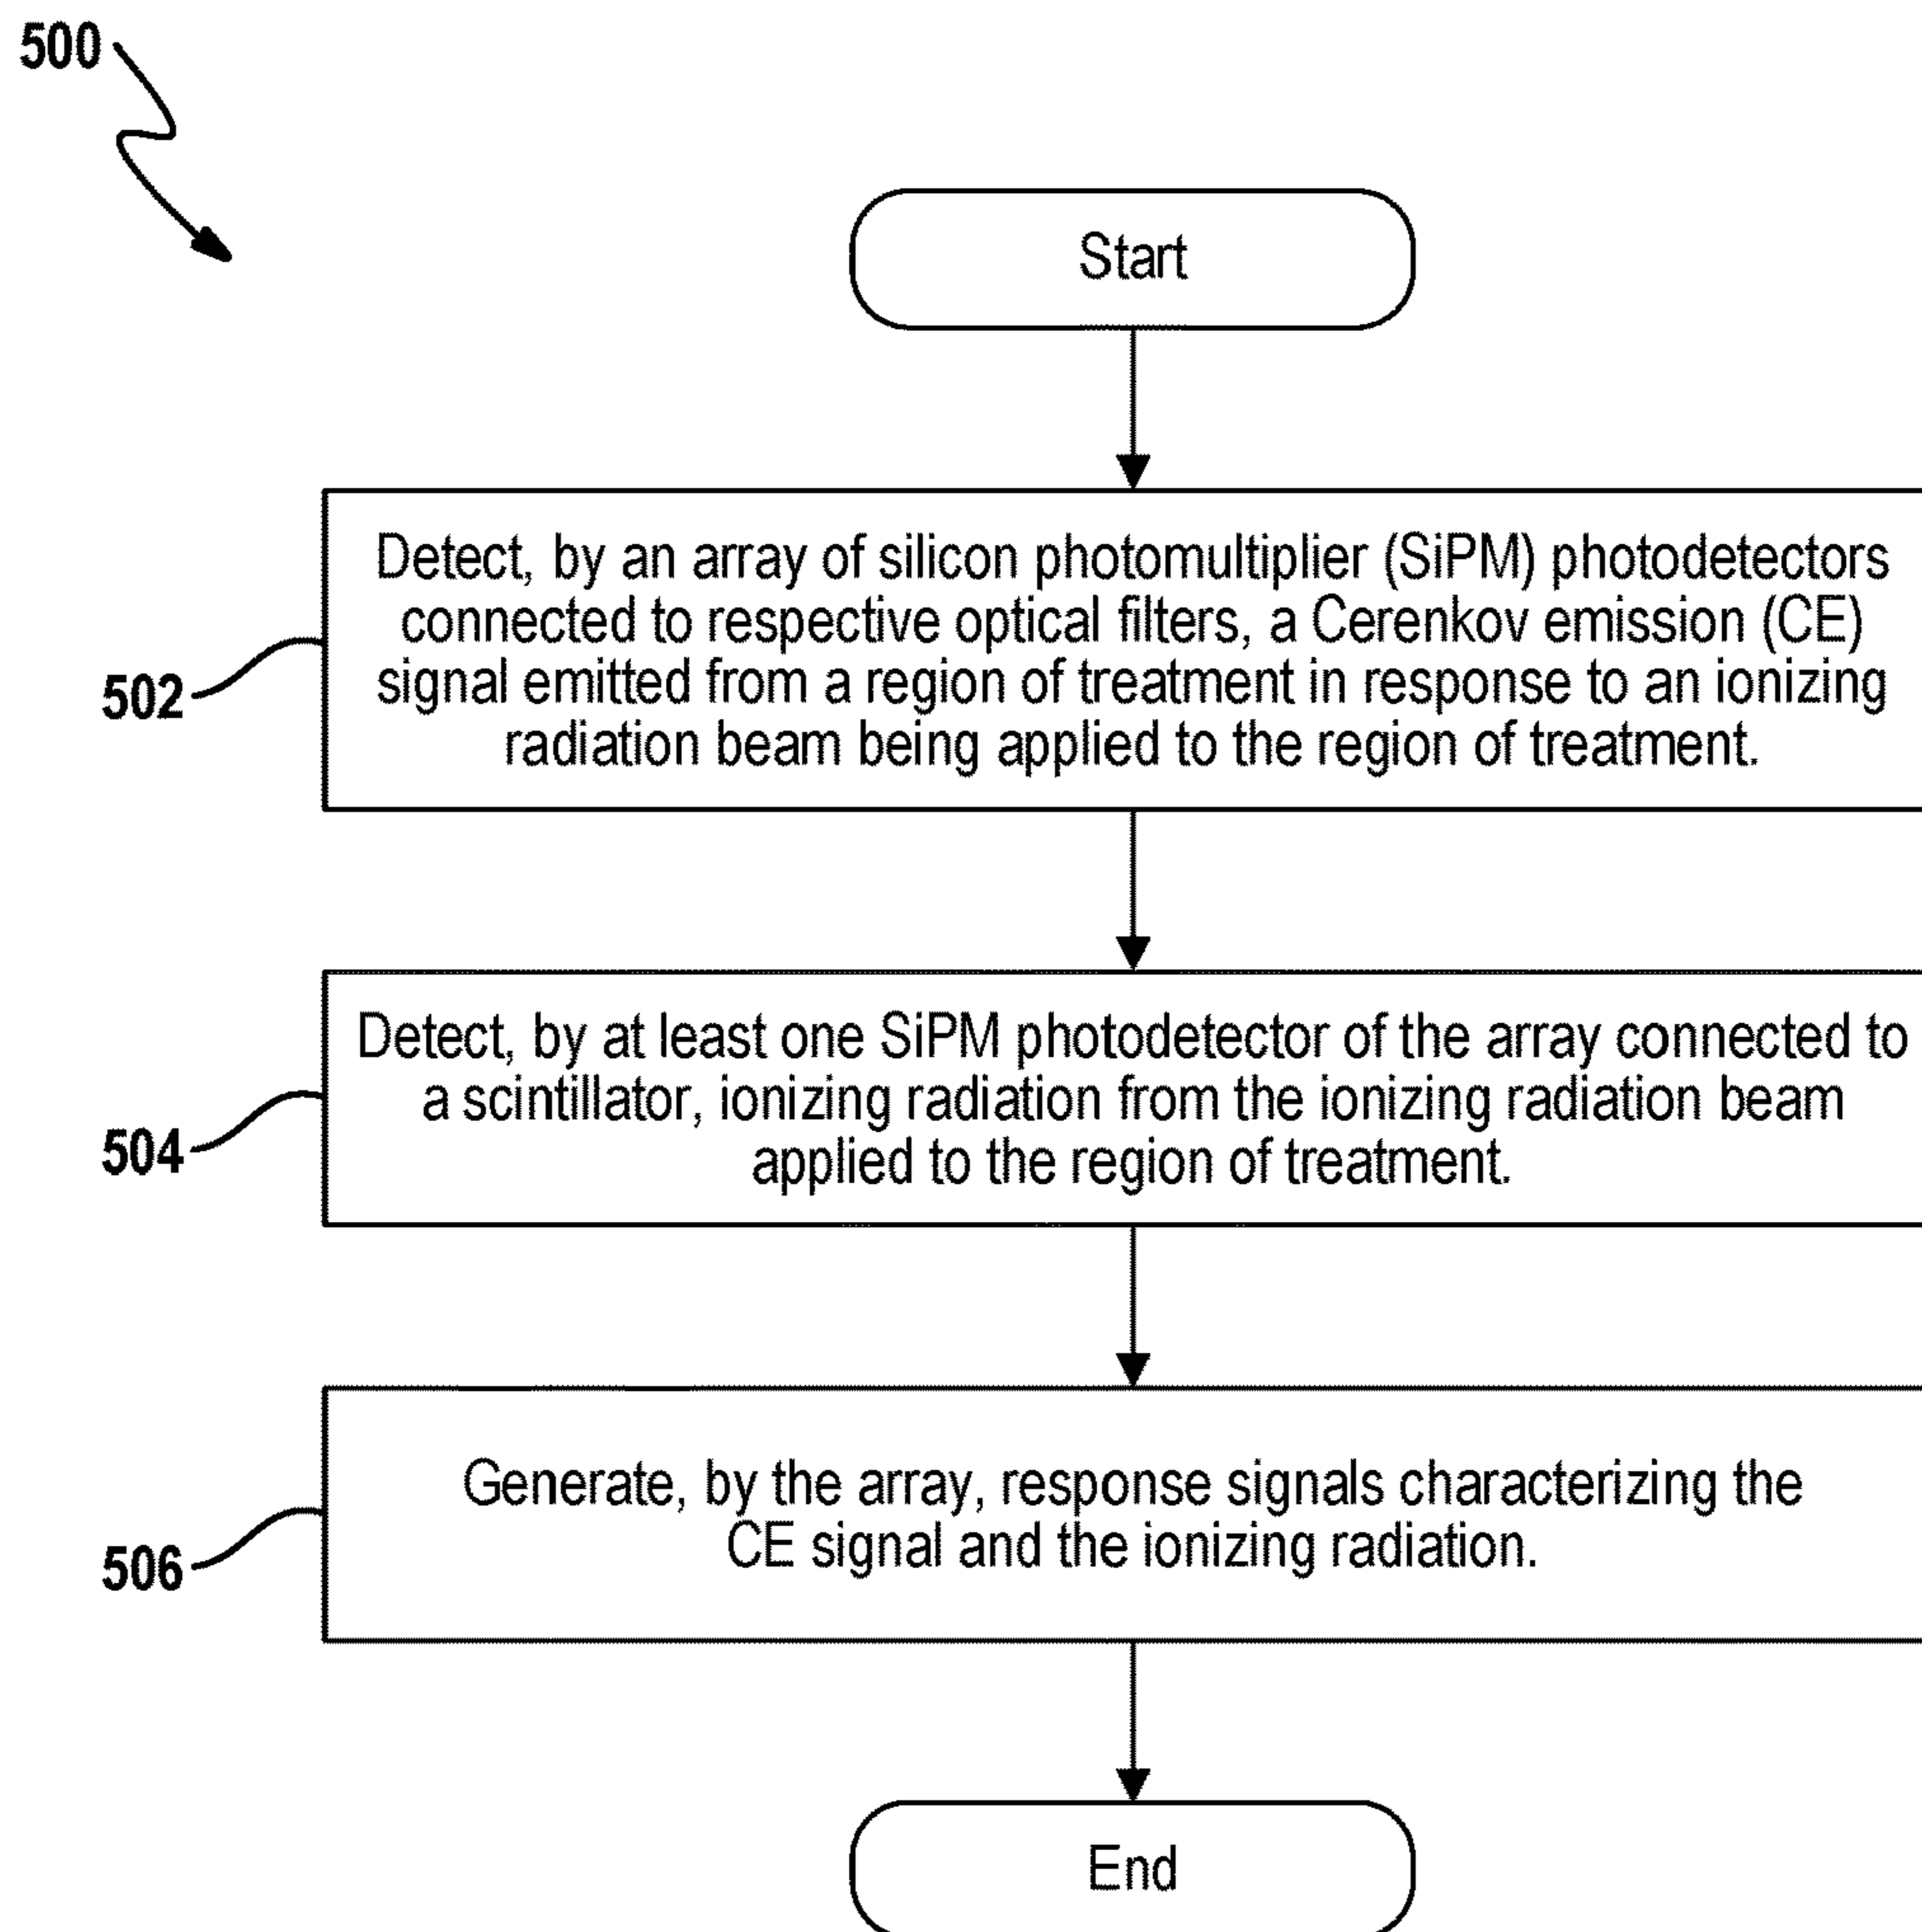 500
Start
Detect, by an array of silicon photomultiplier (SiPM) photodetectors
connected to respective optical filters, a Cerenkov emission (CE)
signal emitted from a region of treatment in response to an ionizing
radiation beam being applied to the region of treatment.
502
Detect, by at least one SiPM photodetector of the array connected to
a scintillator, ionizing radiation from the ionizing radiation beam
applied to the region of treatment.
504
Generate, by the array, response signals characterizing the
CE signal and the ionizing radiation.
506
End